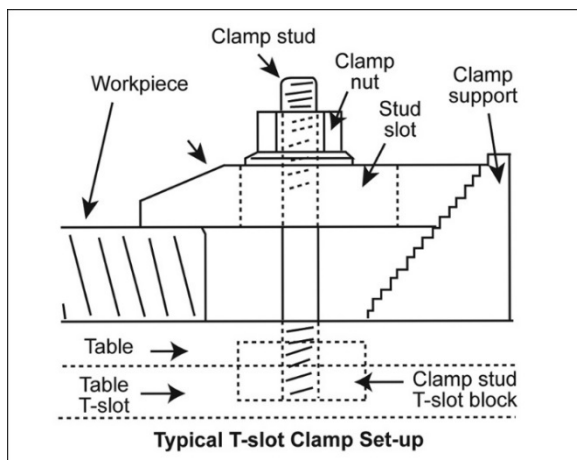 Clamp stud
Clamp
nut
Clamp
support
Workpiece
Stud
slot
Table
Table
T-slot
Clamp stud
T-slot block
Typical T-slot Clamp Set-up